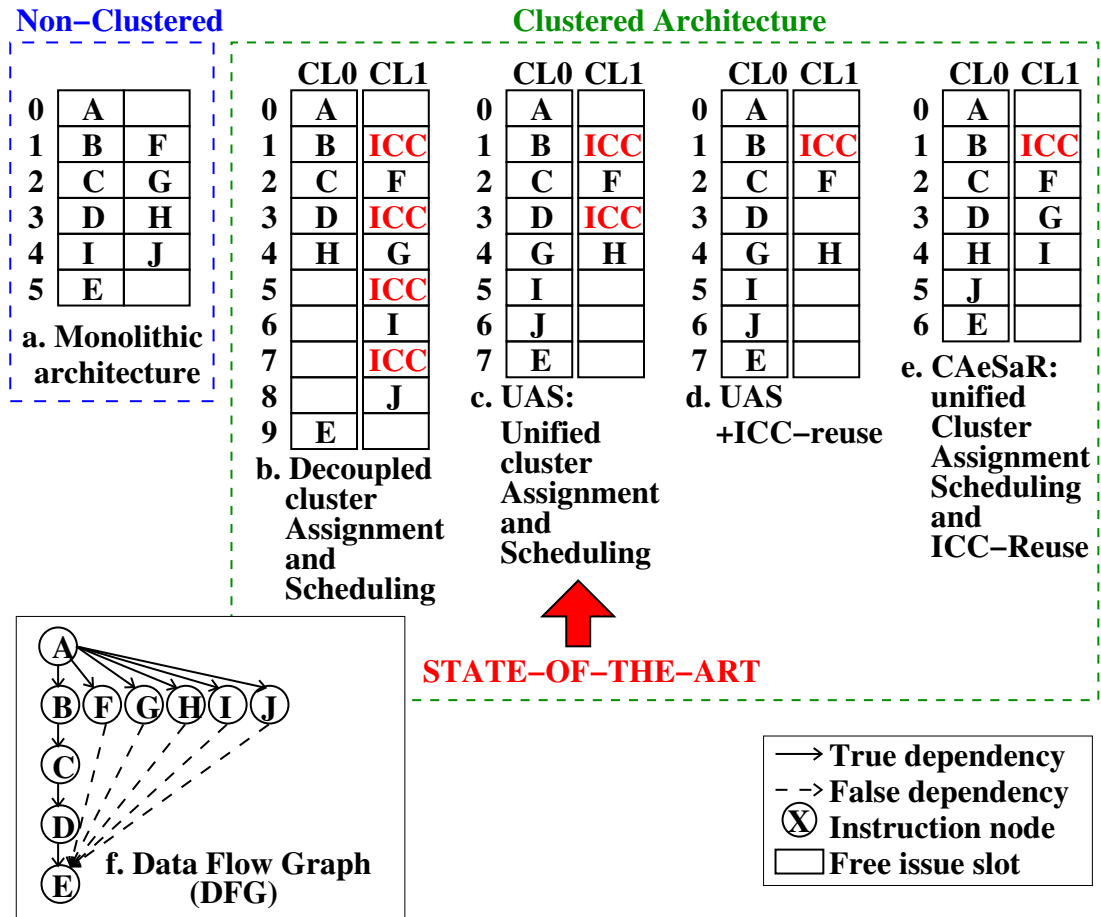 Non−Clustered
Clustered Architecture
0 A
1 B F
2 C G
3 D H
4 I J
5 E
a. Monolithic
architecture
CL0 CL1
0 A
1 B ICC
2 C F
3 D ICC
4 H G
5 ICC
6 I
7 ICC
8 J
9 E
b. Decoupled
cluster
Assignment
and
Scheduling
CL0 CL1
0 A
1 B ICC
2 C F
3 D ICC
4 G H
5 I
6 J
7 E
c. UAS:
Unified
cluster
Assignment
and
Scheduling
CL0 CL1
0 A
1 B ICC
2 C F
3 D
4 G H
5 I
6 J
7 E
d. UAS
+ICC−reuse
CL0 CL1
0 A
1 B ICC
2 C F
3 D G
4 H I
5 J
6 E
e. CAeSaR:
unified
Cluster
Assignment
Scheduling
and
ICC−Reuse
STATE−OF−THE−ART
A
B F G H I J
C
D
E
f. Data Flow Graph
(DFG)
True dependency
False dependency
X Instruction node
Free issue slot